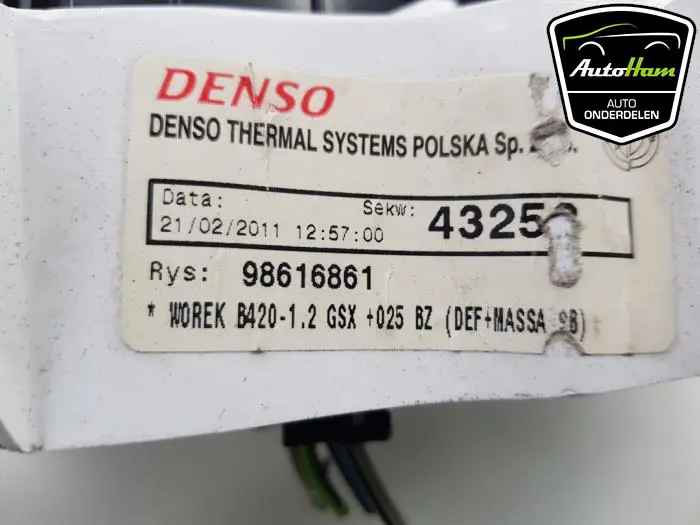 AutoHam
AUTO
ONDERDELEN
DENSO
DENSO THERMAL SYSTEMS POLSKA Sp.
Data:
Sekw:
21/02/2011 12:57:00
Rys: 98616861
* WOREK B420-1.2 GSX +025 BZ (DEF+MASSA